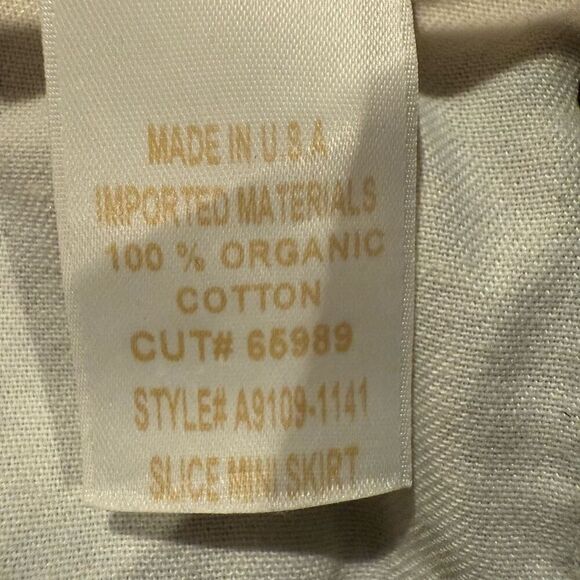 MADE IN U.S.A
IMPORTED MATERIALS
100 % ORGANIC
COTTON
CUT# 65989
STYLE# A9109-1141
SLICE MINI SKIRT